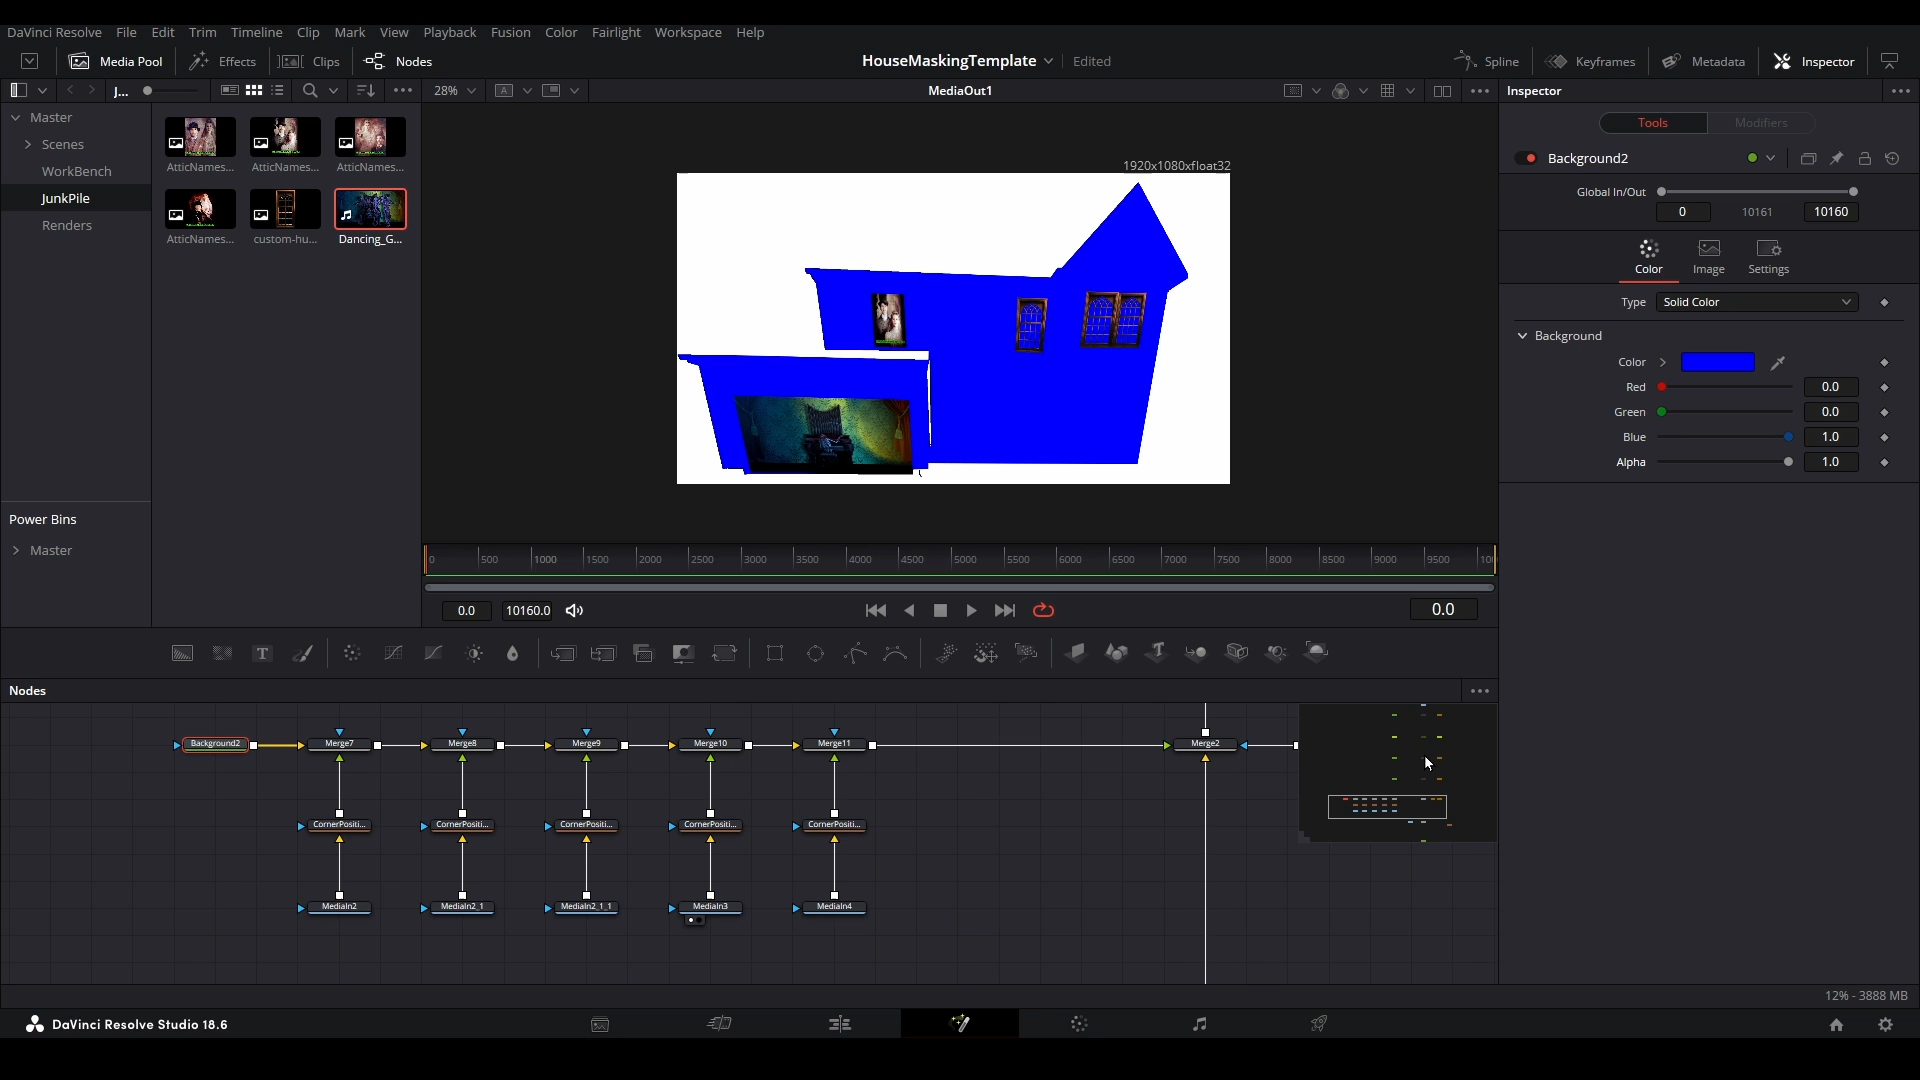 DaVinci Resolve File Edit Trim Timeline Clip Mark View Playback Fusion Color Fairlight Workspace Help
Media Pool Effects Clips Nodes HouseMaskingTemplate Edited Spline Keyframes Metadata Inspector
J... 28% A MediaOut1 Inspector
Master
Scenes
WorkBench
JunkPile
Renders
AtticNames... AtticNames... AtticNames...
AtticNames... custom-hu... Dancing_G...
Power Bins
Master
1920x1080xfloat32
0 500 1000 1500 2000 2500 3000 3500 4000 4500 5000 5500 6000 6500 7000 7500 8000 8500 9000 9500 10
0.0 10160.0 0.0
Tools Modifiers
Background2
Global In/Out
0 10161 10160
Color Image Settings
Type Solid Color
Background
Color
Red 0.0
Green 0.0
Blue 1.0
Alpha 1.0
T
Nodes
Background2 Merge7 Merge8 Merge9 Merge10 Merge11 Merge2
CornerPositi... CornerPositi... CornerPositi... CornerPositi... CornerPositi...
MediaIn2 MediaIn2_1 MediaIn2_1_1 MediaIn3 MediaIn4
12% - 3888 MB
DaVinci Resolve Studio 18.6